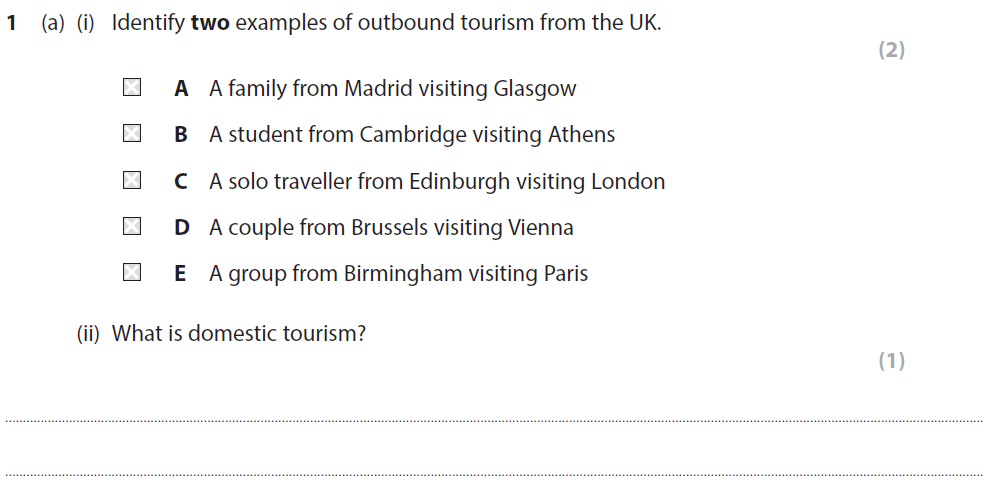 1 (a) (i) Identify two examples of outbound tourism from the UK.
(2)
A A family from Madrid visiting Glasgow
B A student from Cambridge visiting Athens
C A solo traveller from Edinburgh visiting London
D A couple from Brussels visiting Vienna
E A group from Birmingham visiting Paris
(ii) What is domestic tourism?
(1)